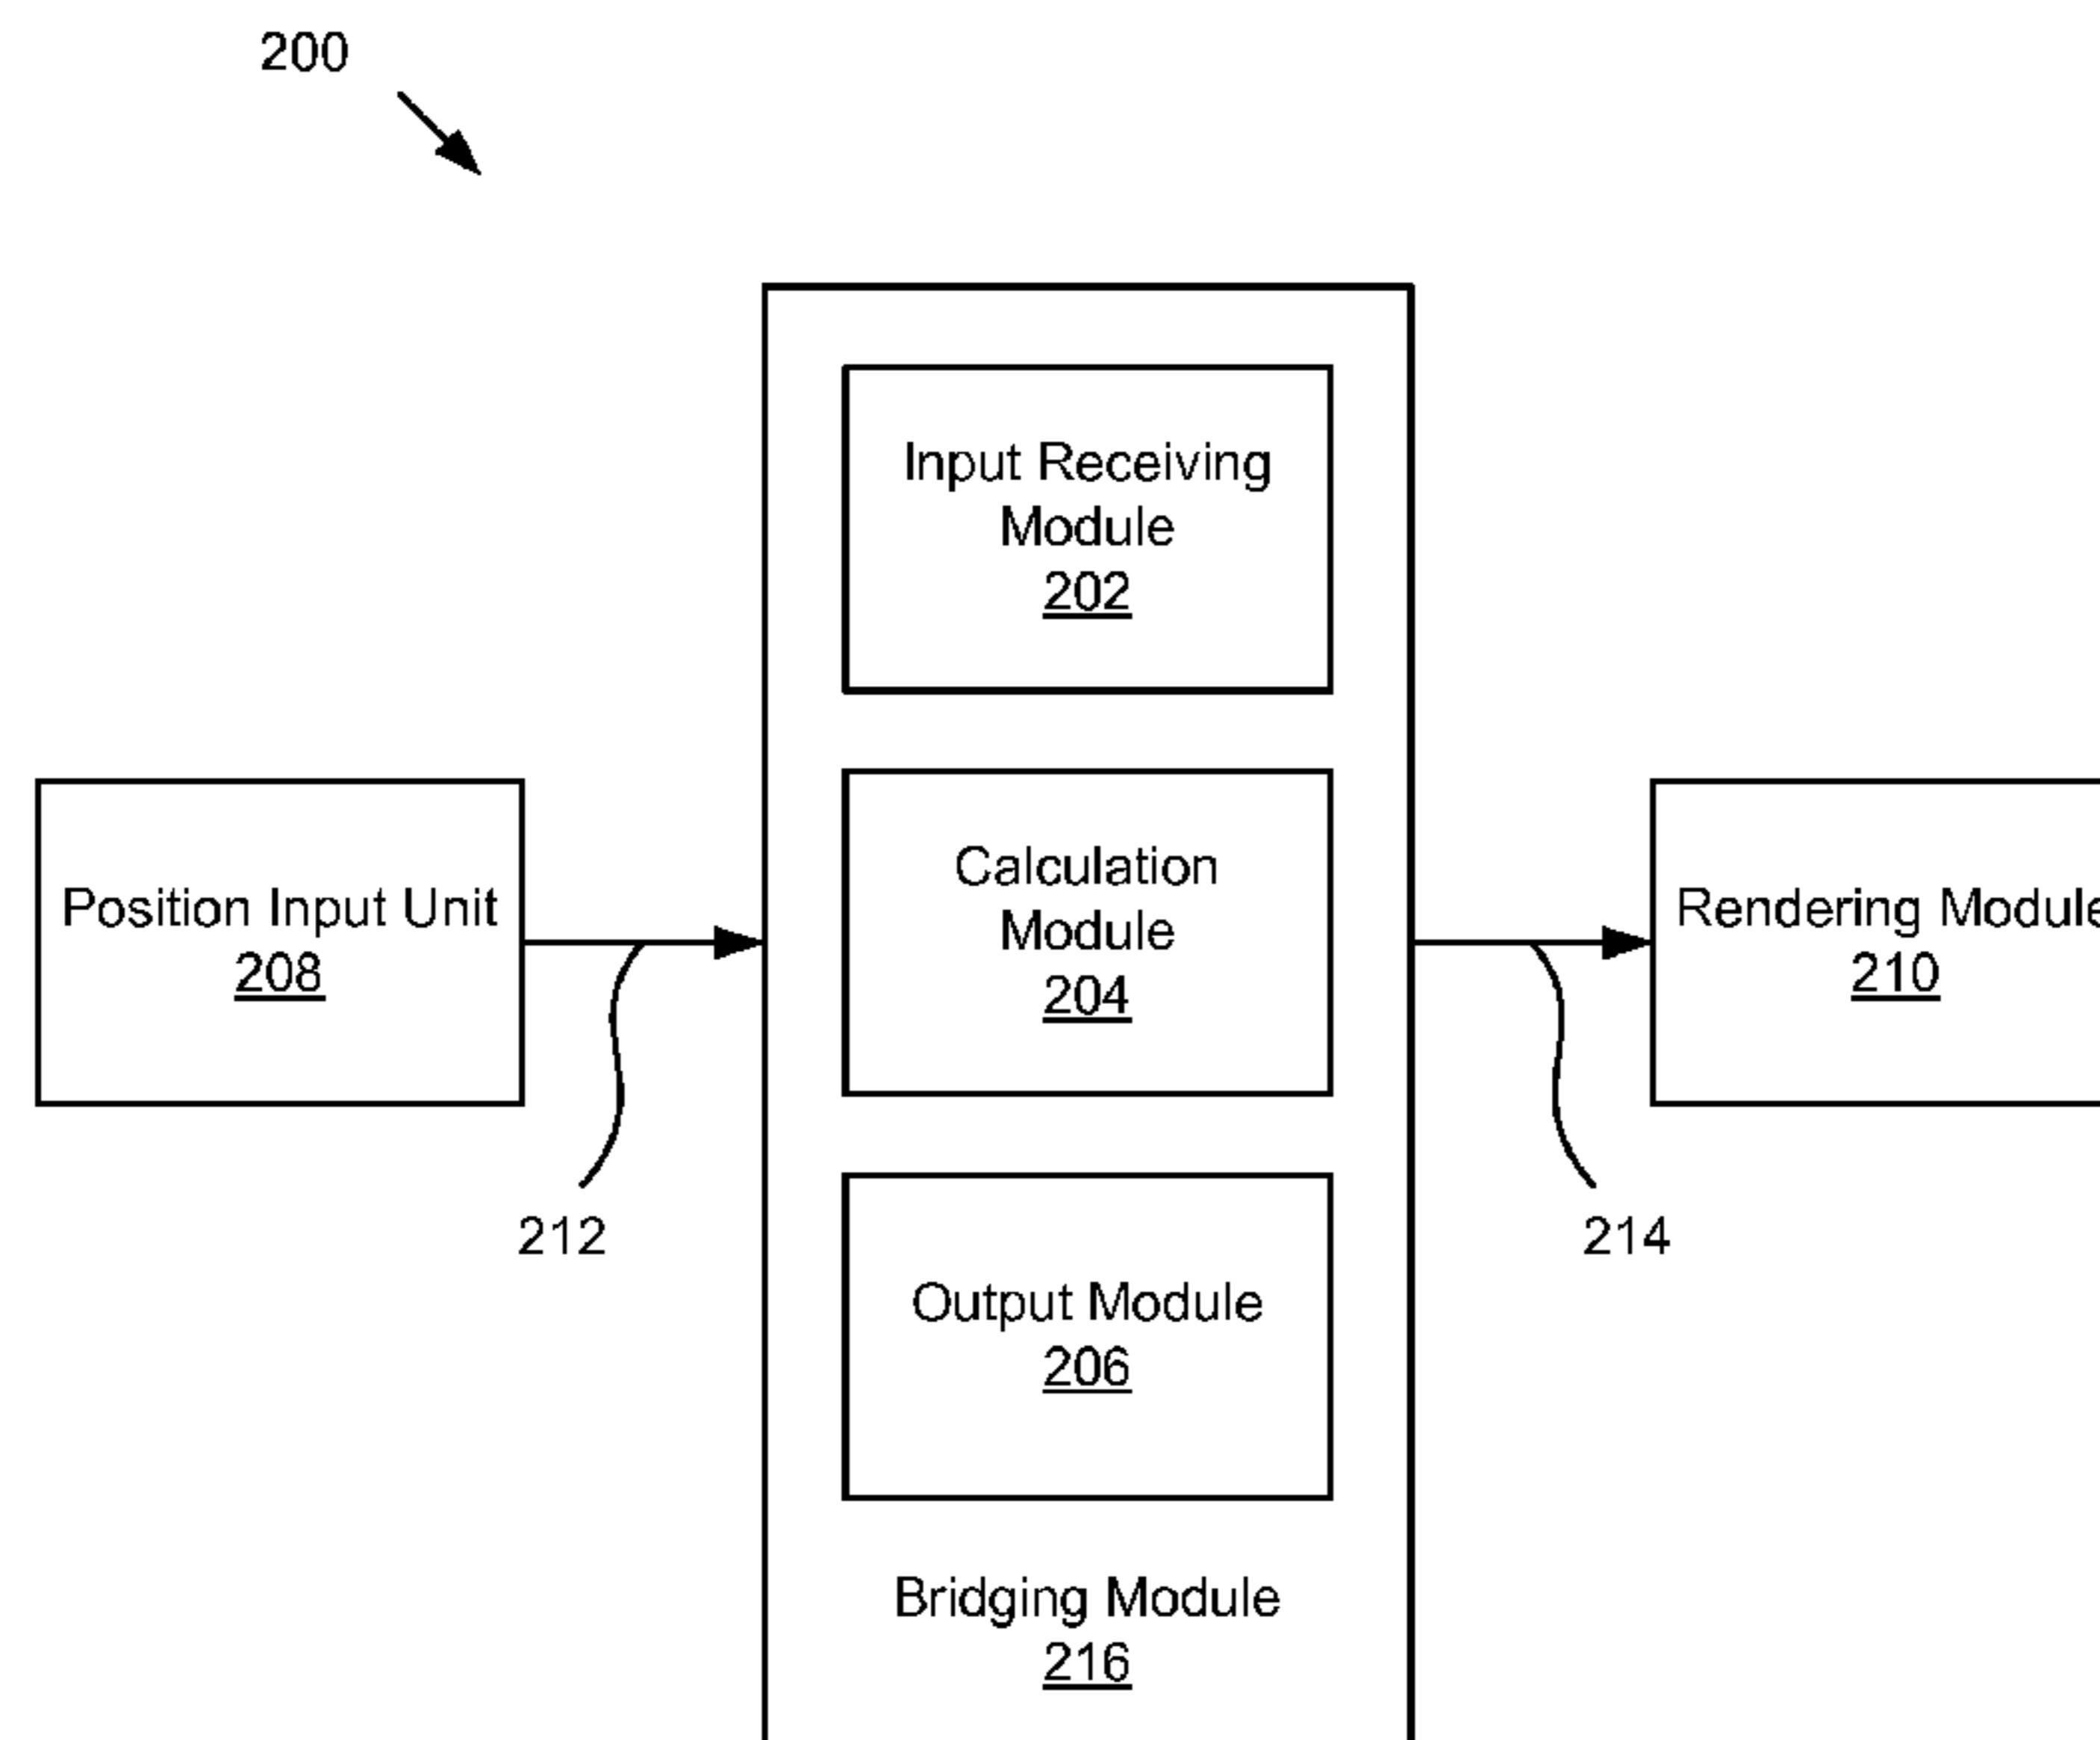 200
Input Receiving
Module
202
Position Input Unit
208
Calculation
Module
204
Rendering Module
210
212
214
Output Module
206
Bridging Module
216